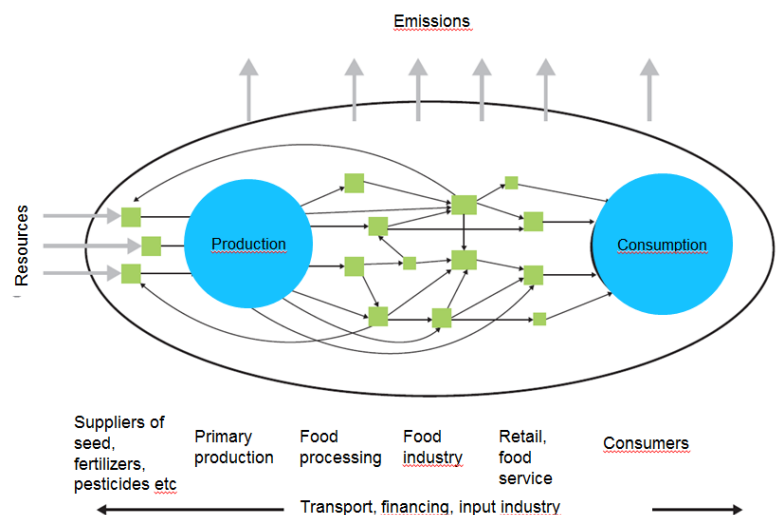 Emissions
Resources
Production
Consumption
Suppliers of
seed,
fertilizers,
pesticides etc
Primary
production
Food
processing
Food
industry
Retail,
food
service
Consumers
Transport, financing, input industry